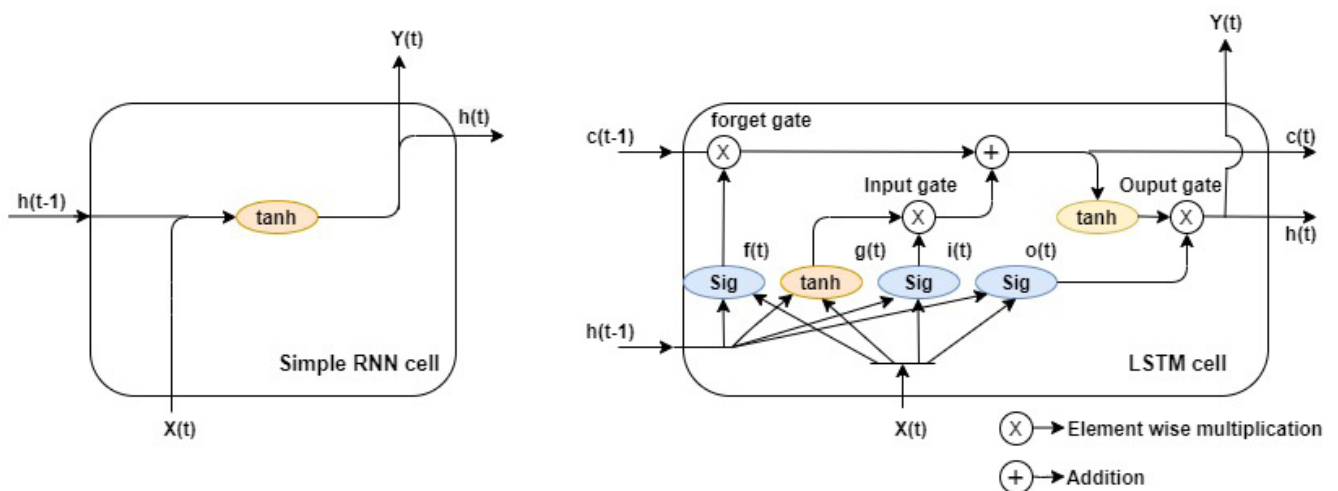 Y(t)
h(t)
h(t-1)
tanh
Simple RNN cell
X(t)
Y(t)
forget gate
c(t-1)
X
+
c(t)
Input gate
Ouput gate
X
tanh
X
h(t)
f(t)
g(t)
i(t)
o(t)
Sig
tanh
Sig
Sig
h(t-1)
LSTM cell
X(t)
X Element wise multiplication
+ Addition